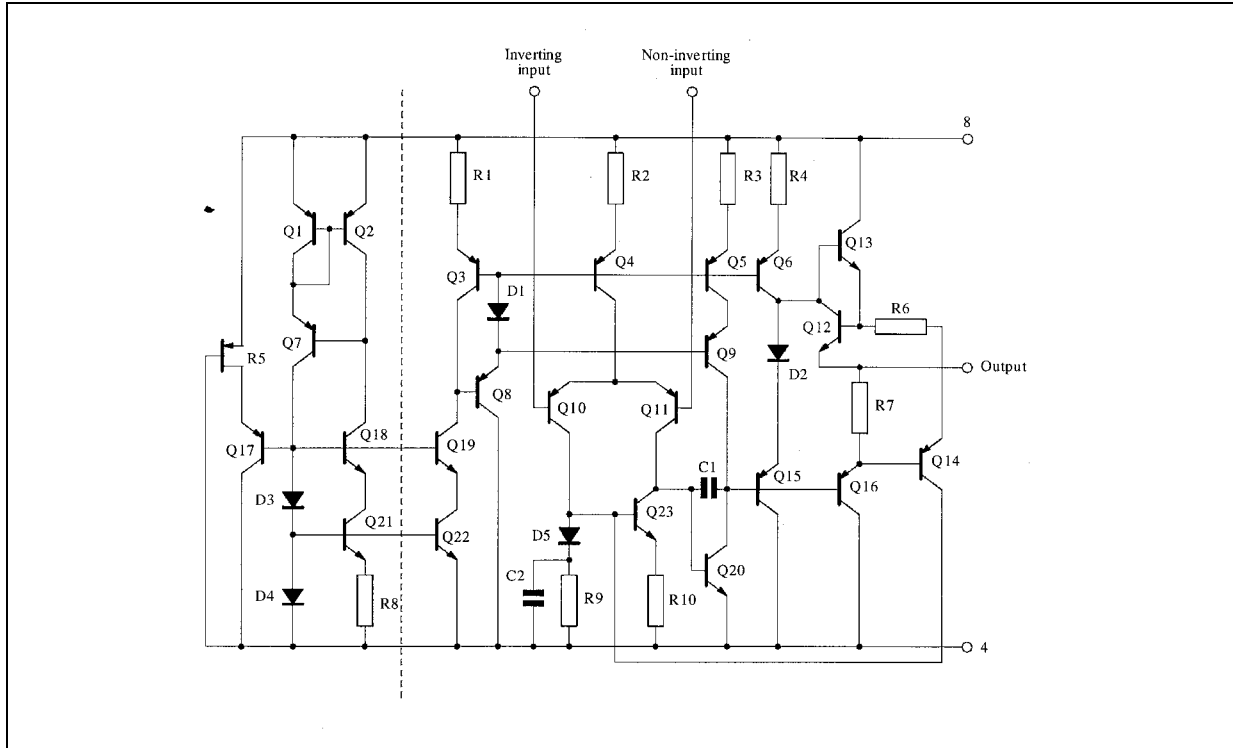 Inverting
input
Non-inverting
input
8
R1
R2
R3
R4
Q1
Q2
Q13
Q3
Q4
Q5
Q6
D1
R6
Q12
Q7
R5
Output
Q9
D2
Q8
Q10
Q11
R7
Q17
Q18
Q19
C1
Q15
Q16
Q14
D3
Q21
Q22
Q23
D5
Q20
C2
D4
R8
R9
R10
4